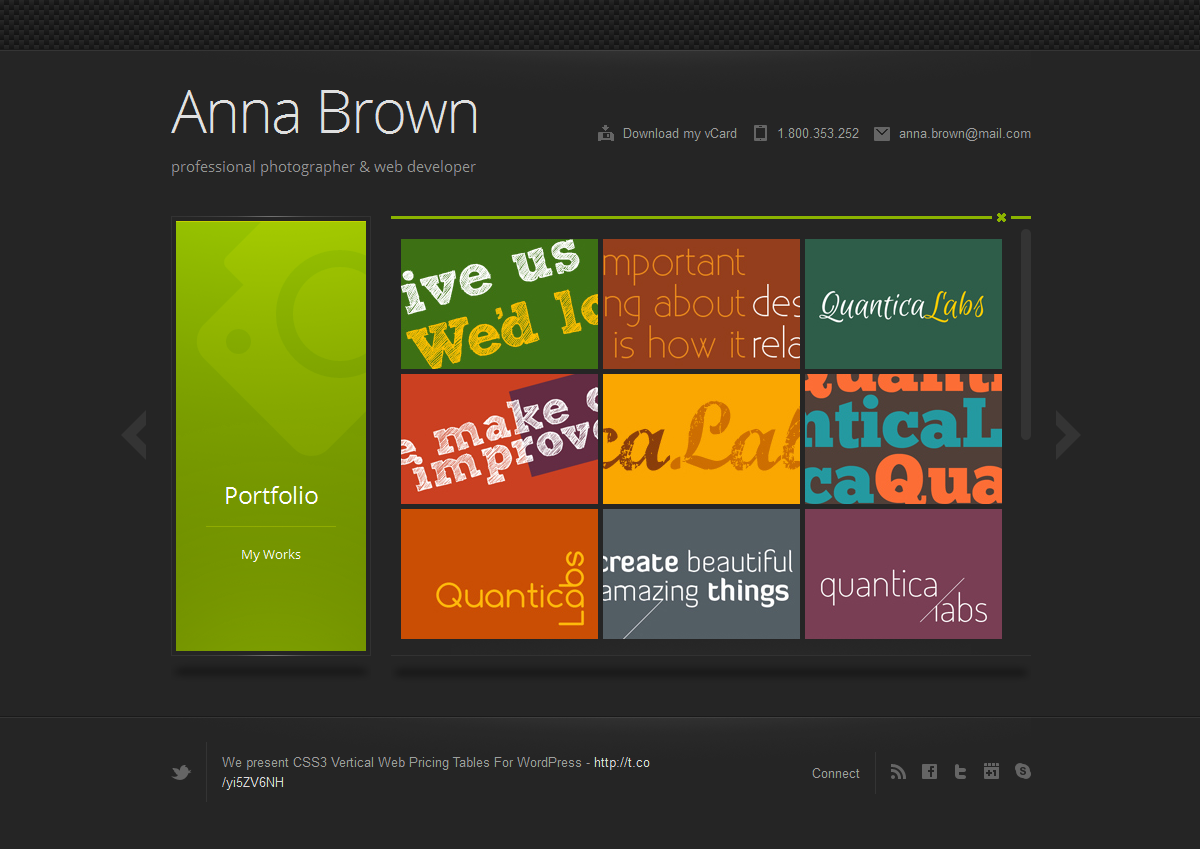 Anna Brown
professional photographer & web developer
Download my vCard
1.800.353.252
anna.brown@mail.com
Portfolio
My Works
ive us
We'd lo
mportant
ng about des
is how it rela
QuanticaLabs
e make
improve
ca.Lab
Quanti
nticaL
caQua
QuanticaLabs
create beautiful
amazing things
quantica
labs
We present CSS3 Vertical Web Pricing Tables For WordPress - http://t.co
/yi5ZV6NH
Connect